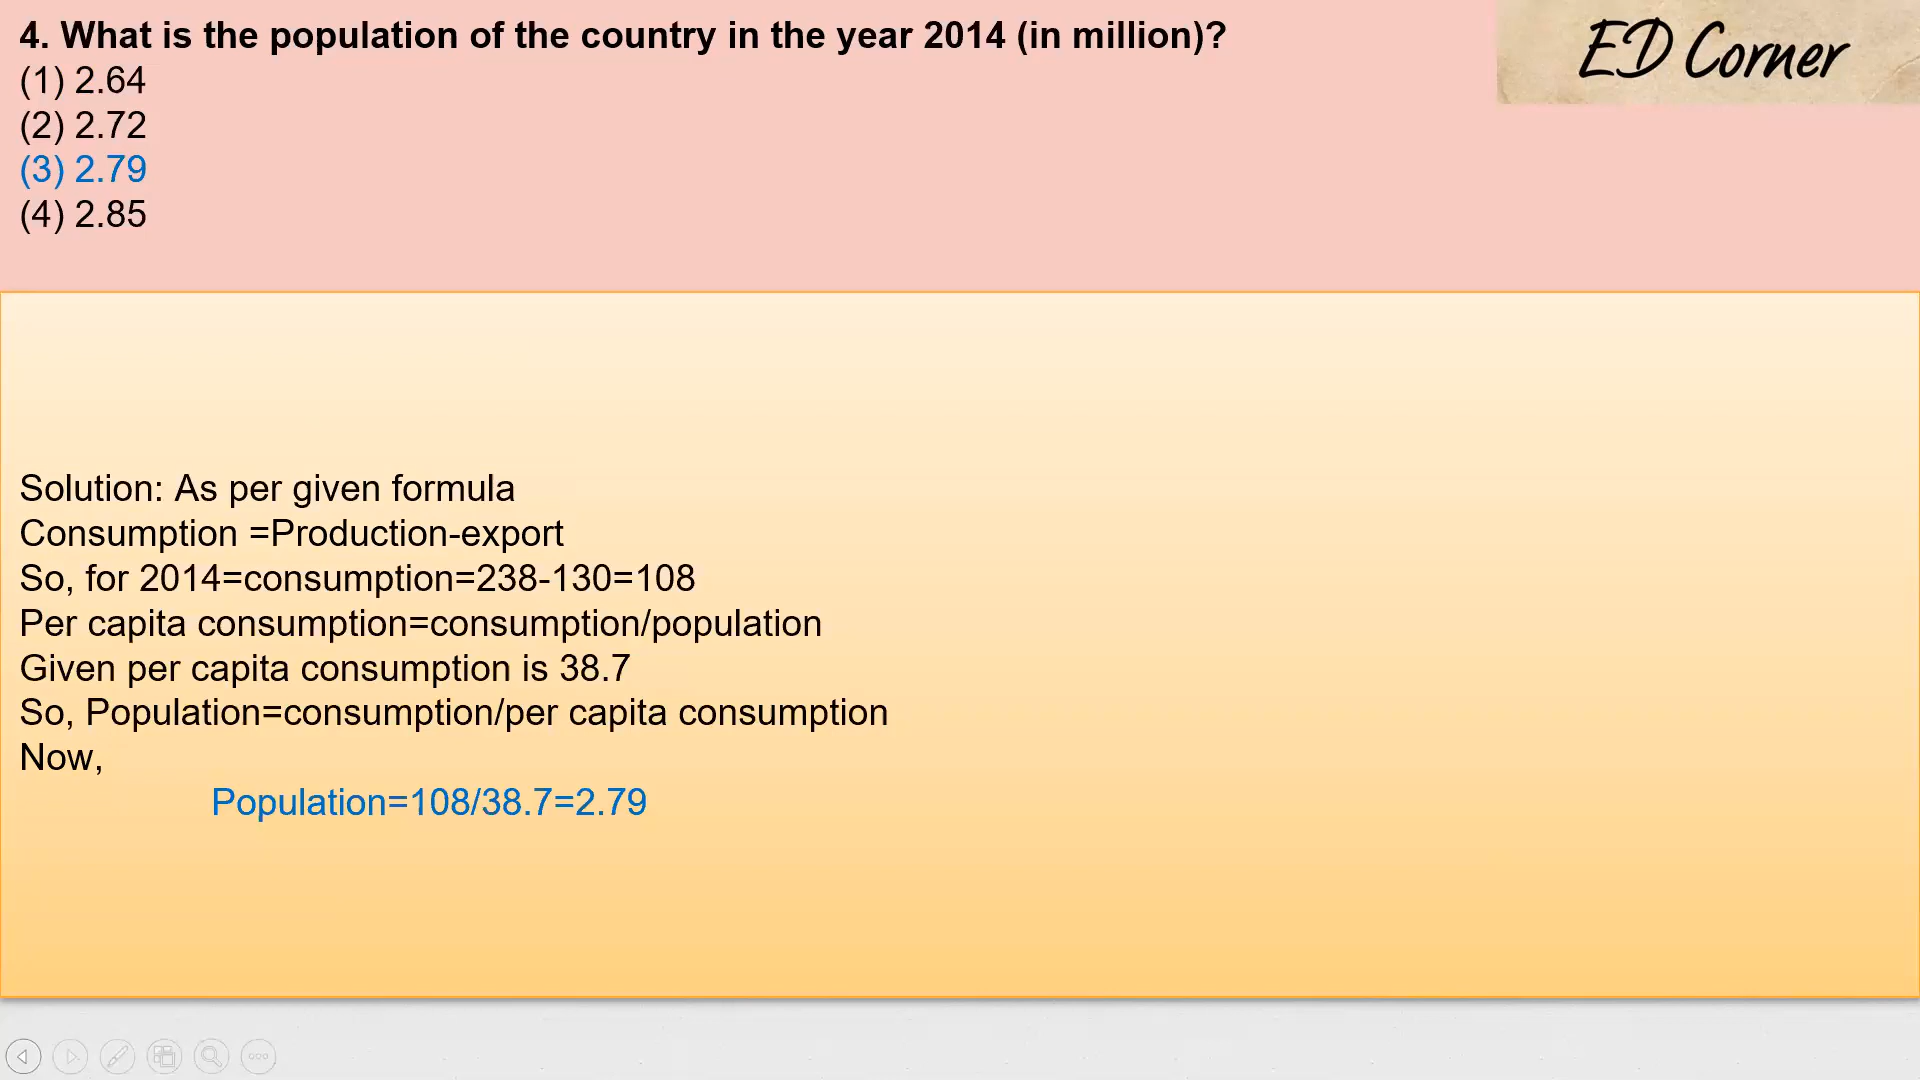 4. What is the population of the country in the year 2014 (in million)?
ED Corner
(1) 2.64
(2) 2.72
(3) 2.79
(4) 2.85
Solution: As per given formula
Consumption =Production-export
So, for 2014=consumption=238-130=108
Per capita consumption=consumption/population
Given per capita consumption is 38.7
So, Population=consumption/per capita consumption
Now,
Population=108/38.7=2.79